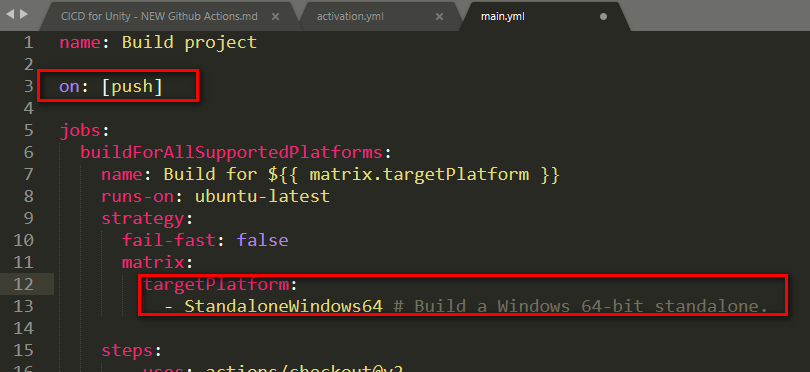 CICD for Unity - NEW Github Actions.md × activation.yml × main.yml
1 name: Build project
2
3 on: [push]
4
5 jobs:
6 buildForAllSupportedPlatforms:
7 name: Build for ${{ matrix.targetPlatform }}
8 runs-on: ubuntu-latest
9 strategy:
10 fail-fast: false
11 matrix:
12 targetPlatform:
13 - StandaloneWindows64 # Build a Windows 64-bit standalone.
14
15 steps:
16 uses: actions/checkout@v2